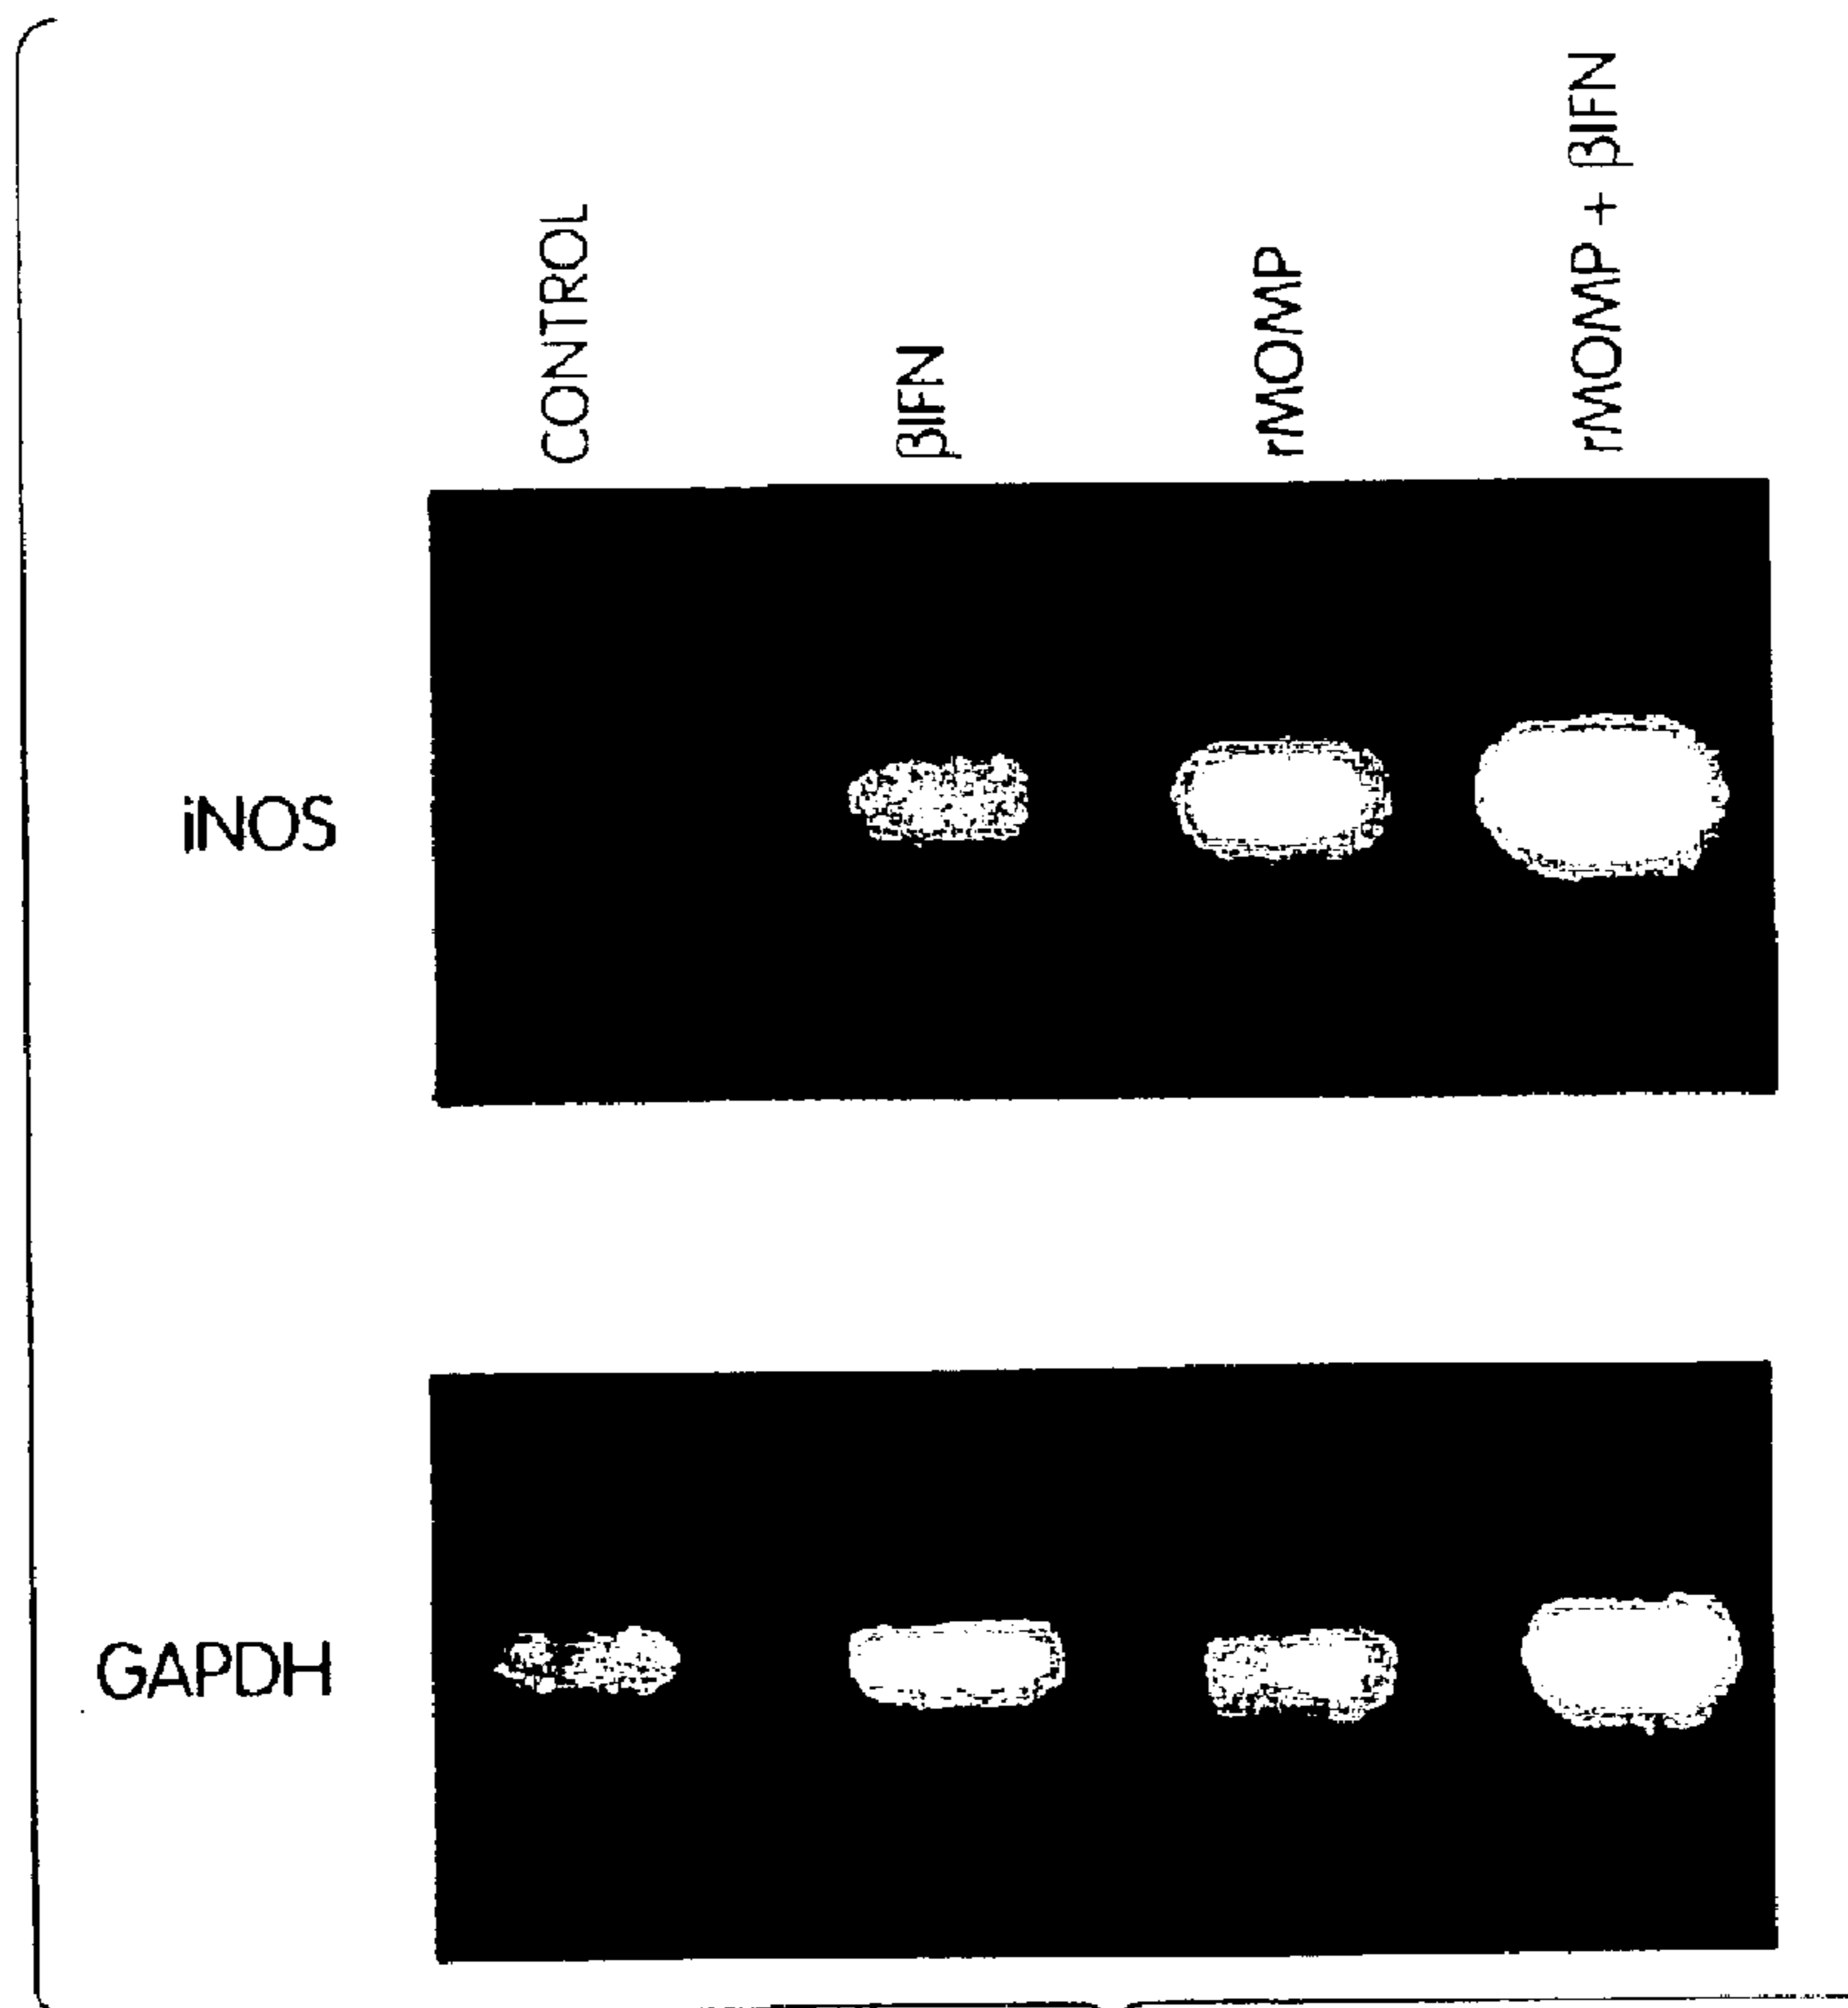 CONTROL
βIFN
rMOMP
rMOMP + βIFN
iNOS
GAPDH